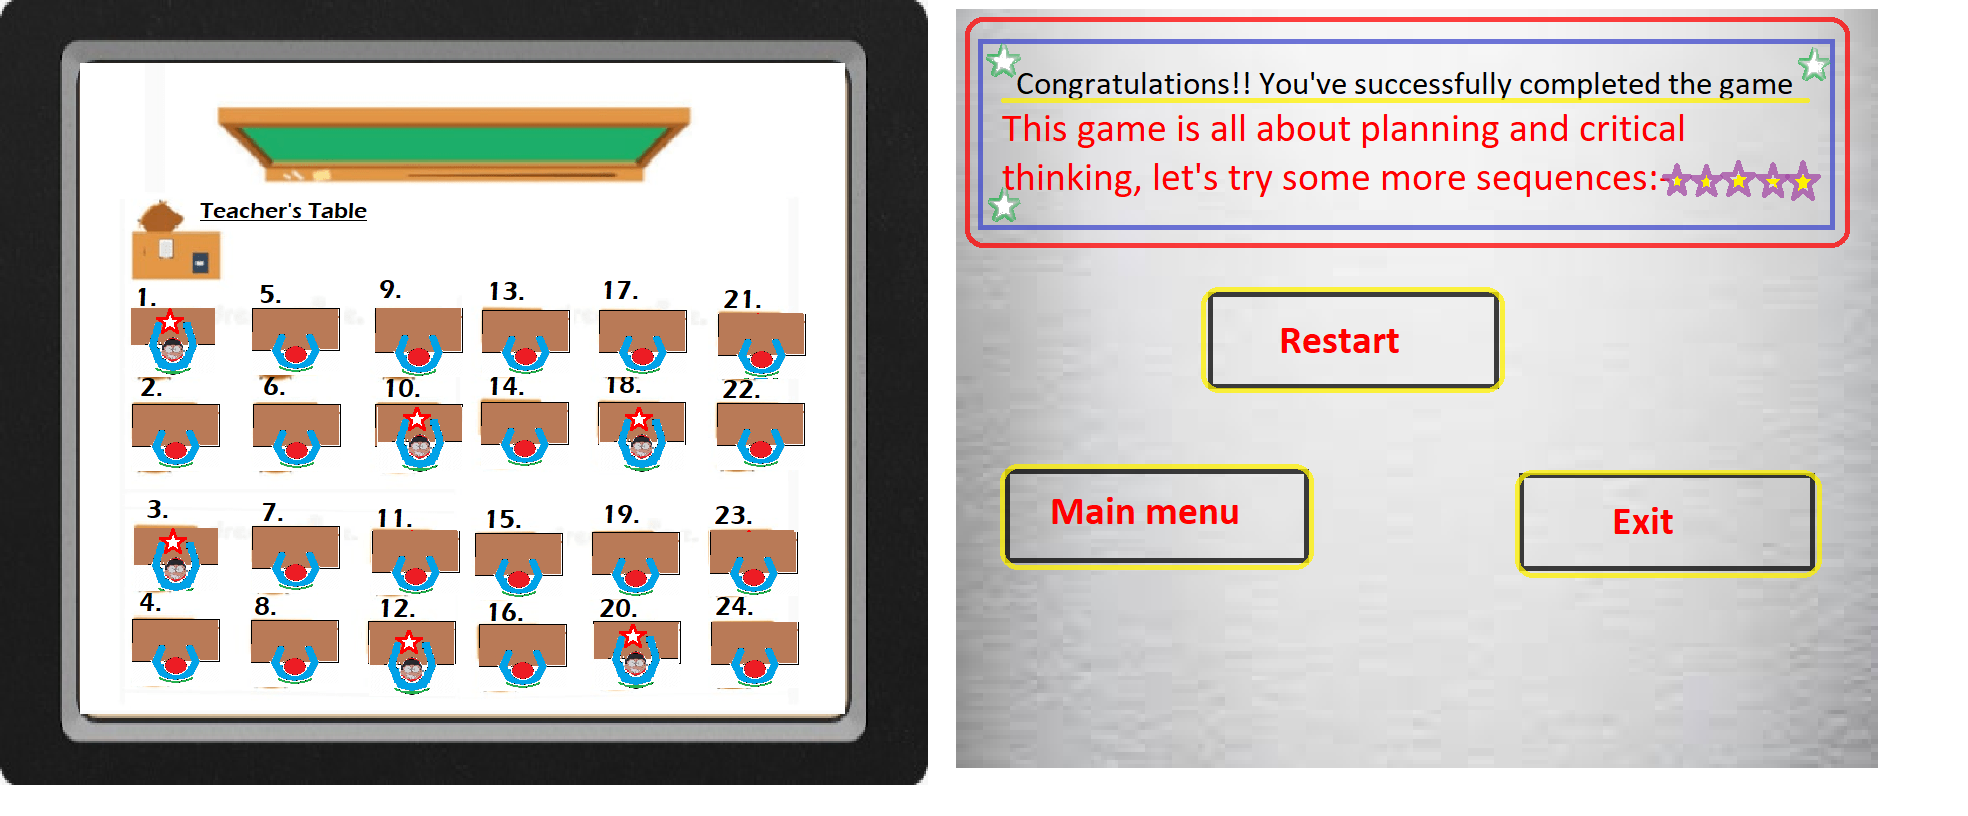 Teacher's Table
1. 5. 9. 13. 17. 21.
2. 6. 10. 14. 18. 22.
3. 7. 11. 15. 19. 23.
4. 8. 12. 16. 20. 24.
Congratulations!! You've successfully completed the game
This game is all about planning and critical
thinking, let's try some more sequences:-
Restart
Main menu
Exit